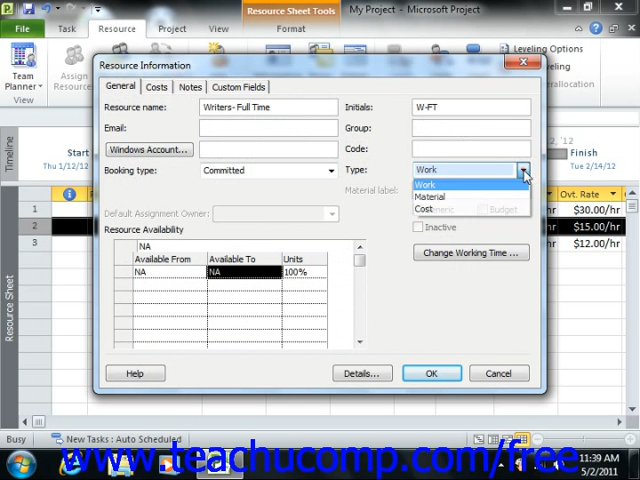 Resource Sheet Tools
My Project - Microsoft Project
File
Task
Resource
Project
View
Format
Team
Planner
Assign
View
Leveling Options
Resource Information
General
Costs
Notes
Custom Fields
Resource name:
Writers- Full Time
Initials:
W-FT
Email:
Group:
Windows Account...
Code:
Booking type:
Committed
Type:
Work
Work
Material
Cost
Material label:
Budget
Default Assignment Owner:
Inactive
Resource Availability
Change Working Time ...
NA
Available From
Available To
Units
NA
NA
100%
Help
Details...
OK
Cancel
Timeline
Start
Thu 1/12/12
Finish
Tue 2/14/12
Ovt. Rate
1
$30.00/hr
2
$15.00/hr
3
$12.00/hr
Resource Sheet
Busy
New Tasks : Auto Scheduled
www.teachucomp.com/free
11:39 AM
5/2/2011